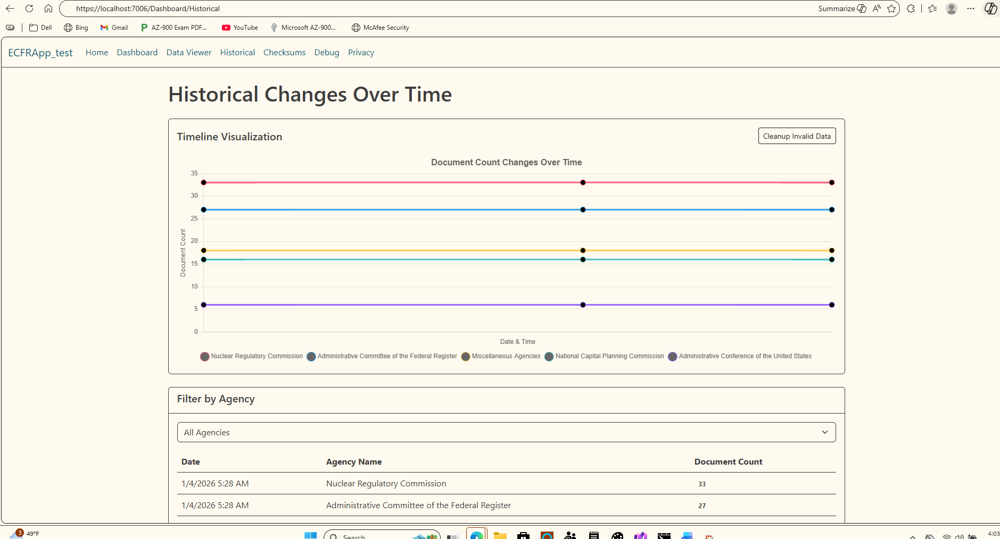 https://localhost:7006/Dashboard/Historical Summarize
Dell Bing Gmail AZ-900 Exam PDF... YouTube Microsoft AZ-900... McAfee Security
ECFRApp_test Home Dashboard Data Viewer Historical Checksums Debug Privacy
Historical Changes Over Time
Timeline Visualization Cleanup Invalid Data
Document Count Changes Over Time
35
30
25
20
15
10
5
0
Document Count
Date & Time
Nuclear Regulatory Commission Administrative Committee of the Federal Register Miscellaneous Agencies National Capital Planning Commission Administrative Conference of the United States
Filter by Agency
All Agencies
Date Agency Name Document Count
1/4/2026 5:28 AM Nuclear Regulatory Commission 33
1/4/2026 5:28 AM Administrative Committee of the Federal Register 27
3 49°F Search 4:03